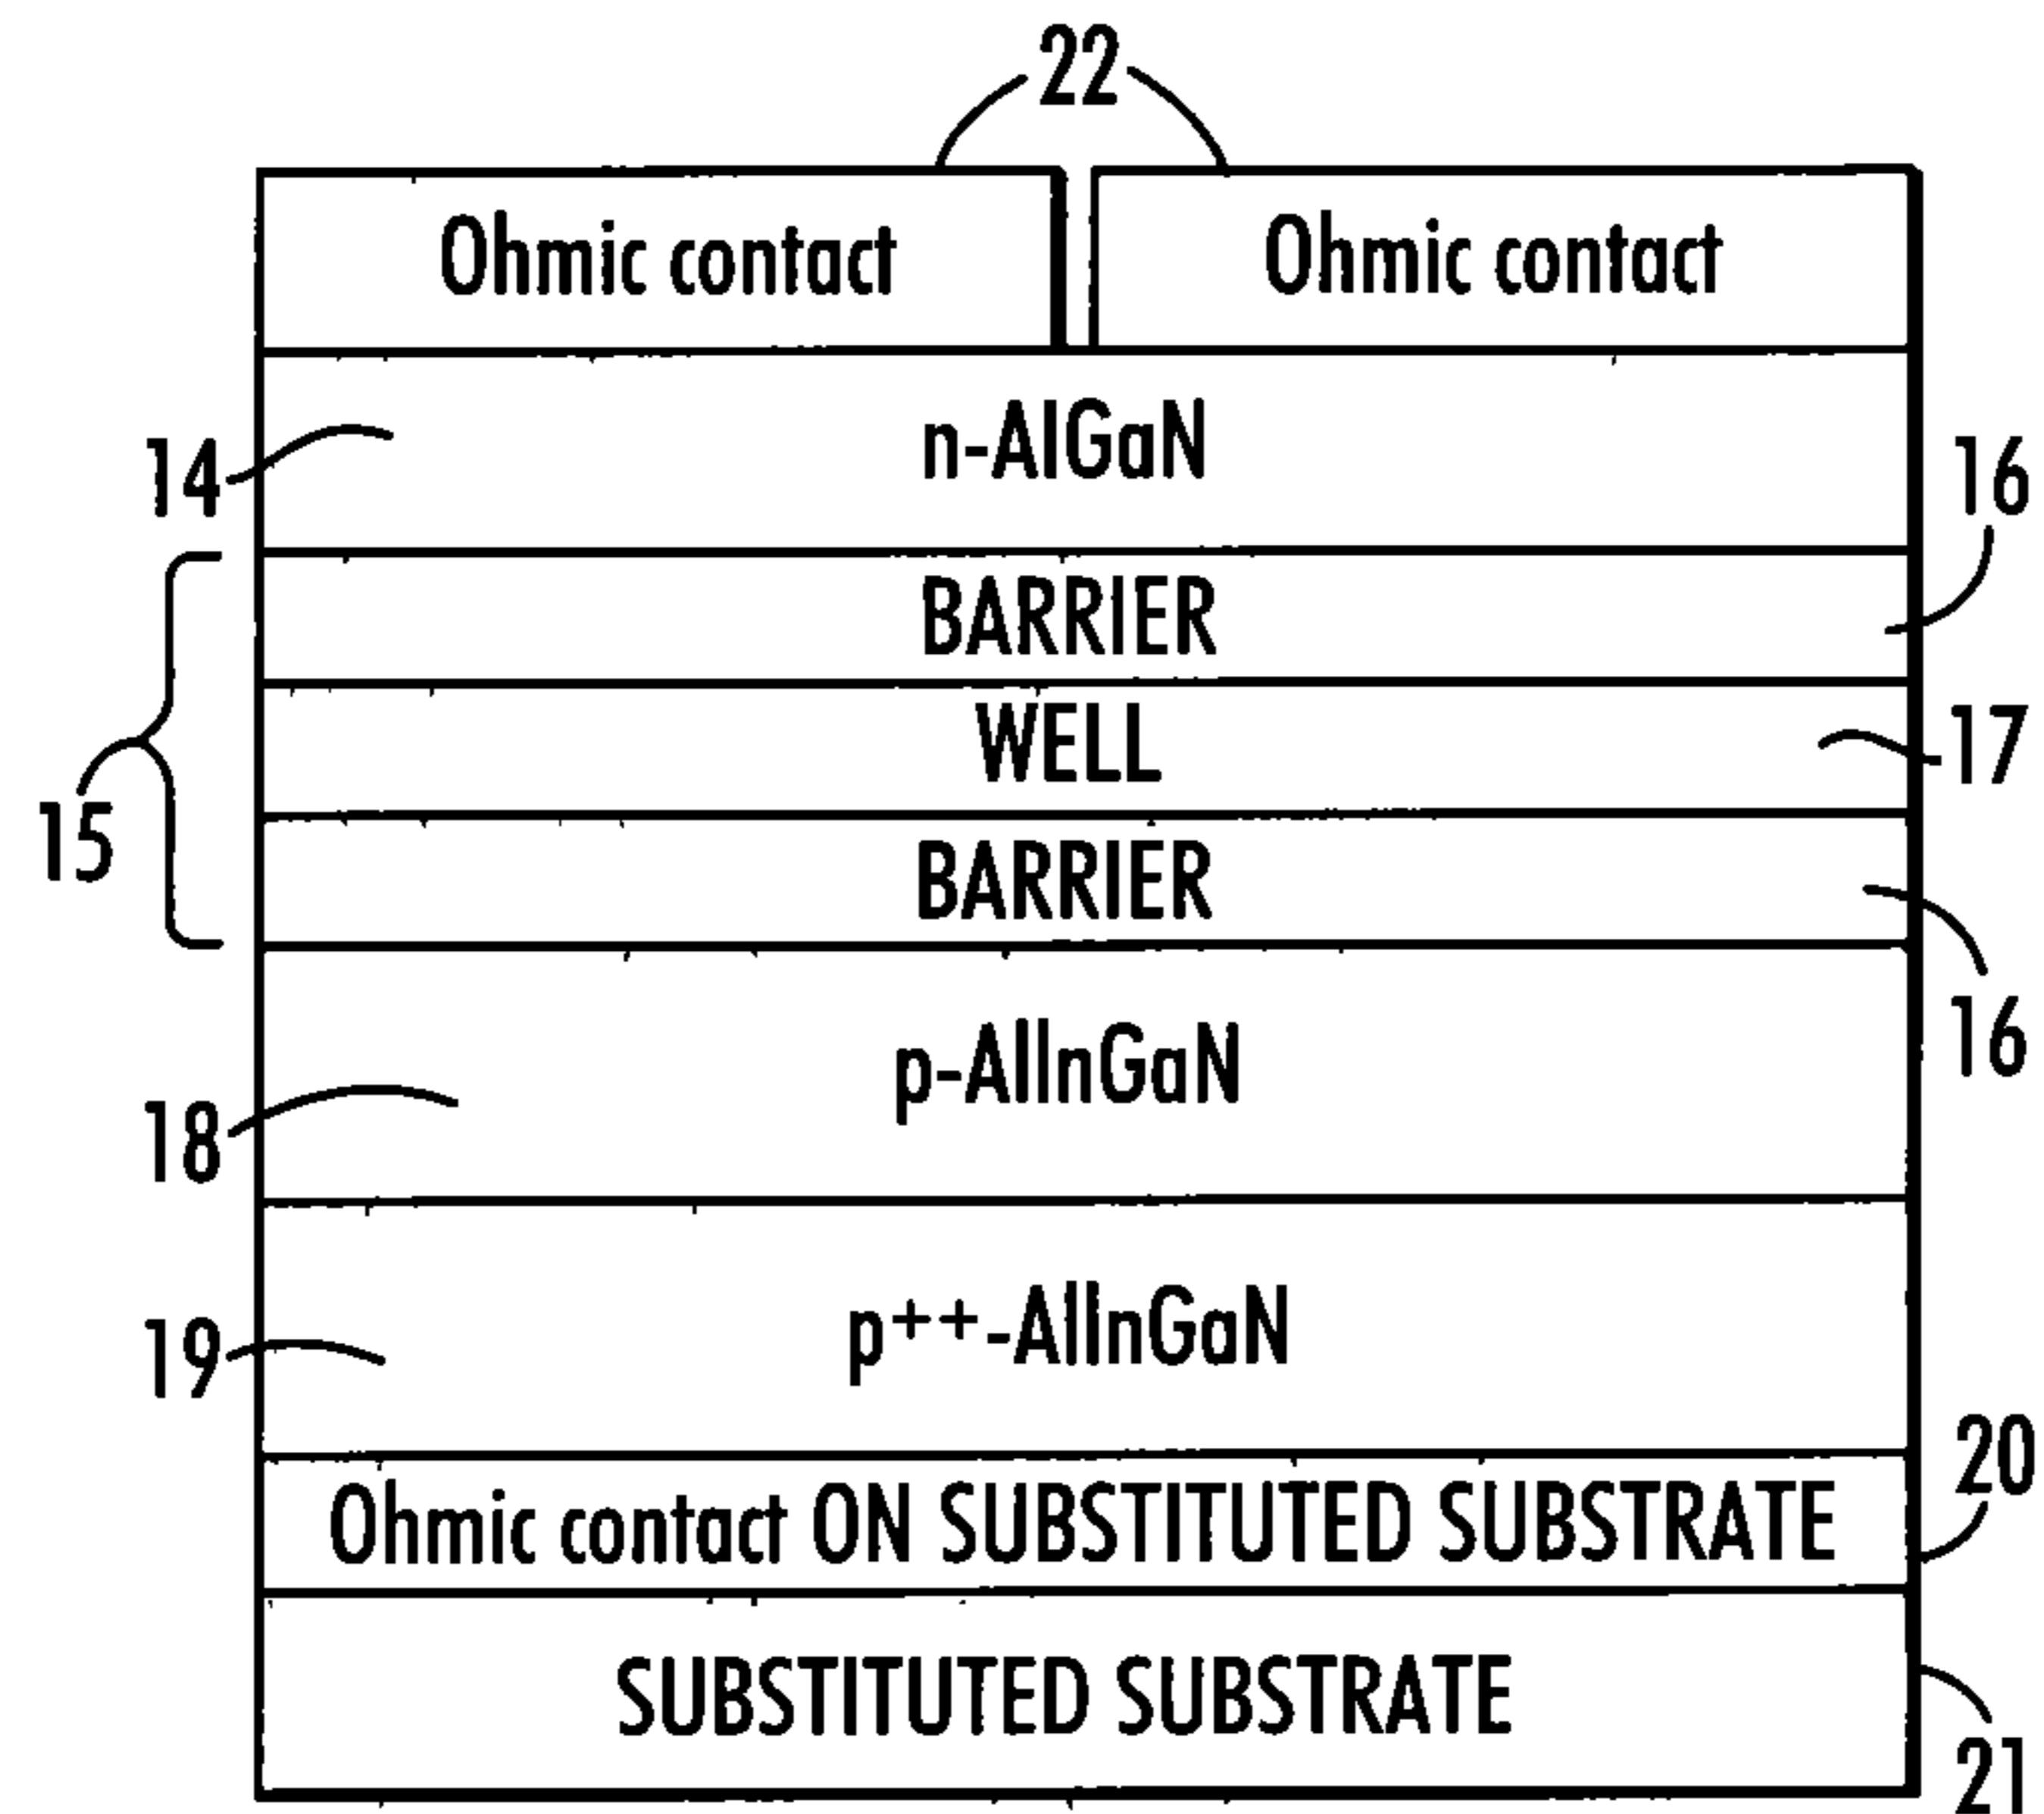 22
Ohmic contact Ohmic contact
n-AlGaN
14
16
BARRIER
WELL
17
15
BARRIER
16
p-AlInGaN
18
p++-AlInGaN
19
20
Ohmic contact ON SUBSTITUTED SUBSTRATE
SUBSTITUTED SUBSTRATE
21